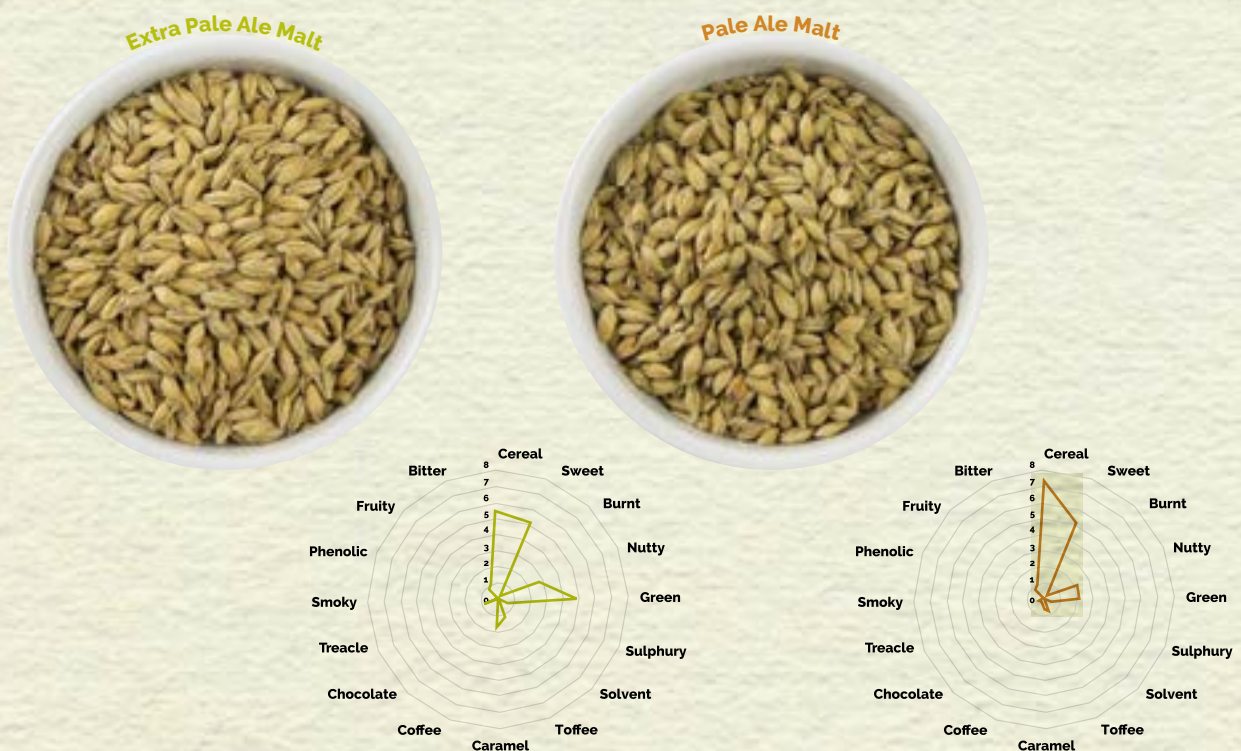 Extra Pale Ale Malt
Pale Ale Malt
Cereal
Sweet
Burnt
Nutty
Green
Sulphury
Solvent
Toffee
Caramel
Coffee
Chocolate
Treacle
Smoky
Phenolic
Fruity
Bitter
8
7
6
5
4
3
2
1
0
Cereal
Sweet
Burnt
Nutty
Green
Sulphury
Solvent
Toffee
Caramel
Coffee
Chocolate
Treacle
Smoky
Phenolic
Fruity
Bitter
8
7
6
5
4
3
2
1
0